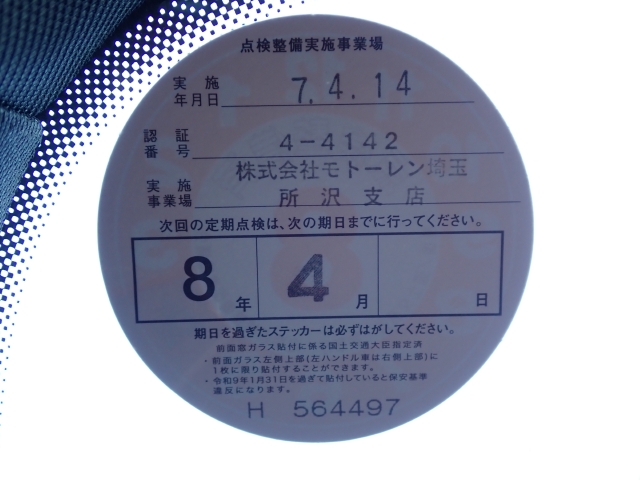 点検整備実施事業場
実施
年月日 7.4.14
認証
番号 4-4142
株式会社モトーレン埼玉
実施
事業場 所沢支店
次回の定期点検は、次の期日までに行ってください。
8年 4月 日
期日を過ぎたステッカーは必ずはがしてください。
前面窓ガラス貼付に係る国土交通大臣指定済
・前面ガラス左側上部(左ハンドル車は右側上部)に
1枚に限り貼付することができます。
・令和9年1月31日を過ぎて貼付していると保安基準
違反になります。
H 564497